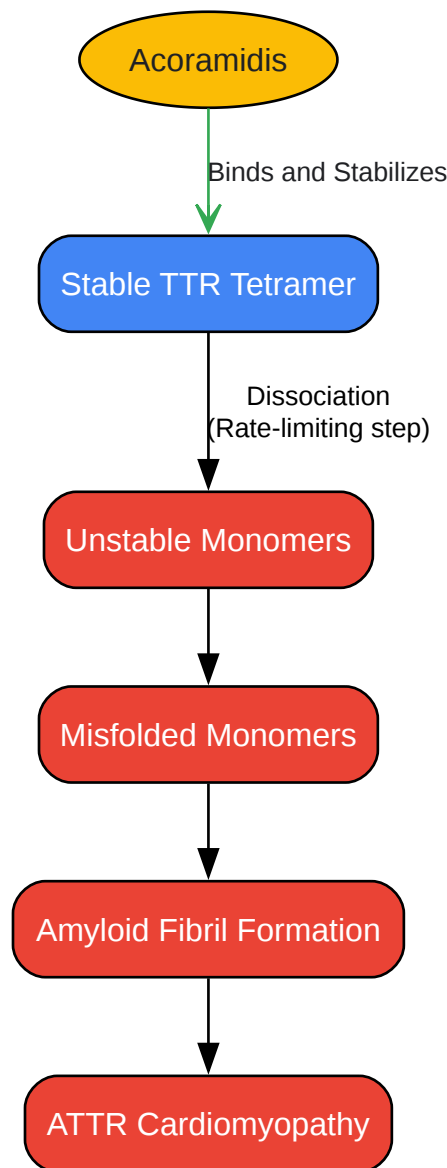 Acoramidis
Binds and Stabilizes
Stable TTR Tetramer
Dissociation
(Rate-limiting step)
Unstable Monomers
Misfolded Monomers
Amyloid Fibril Formation
ATTR Cardiomyopathy